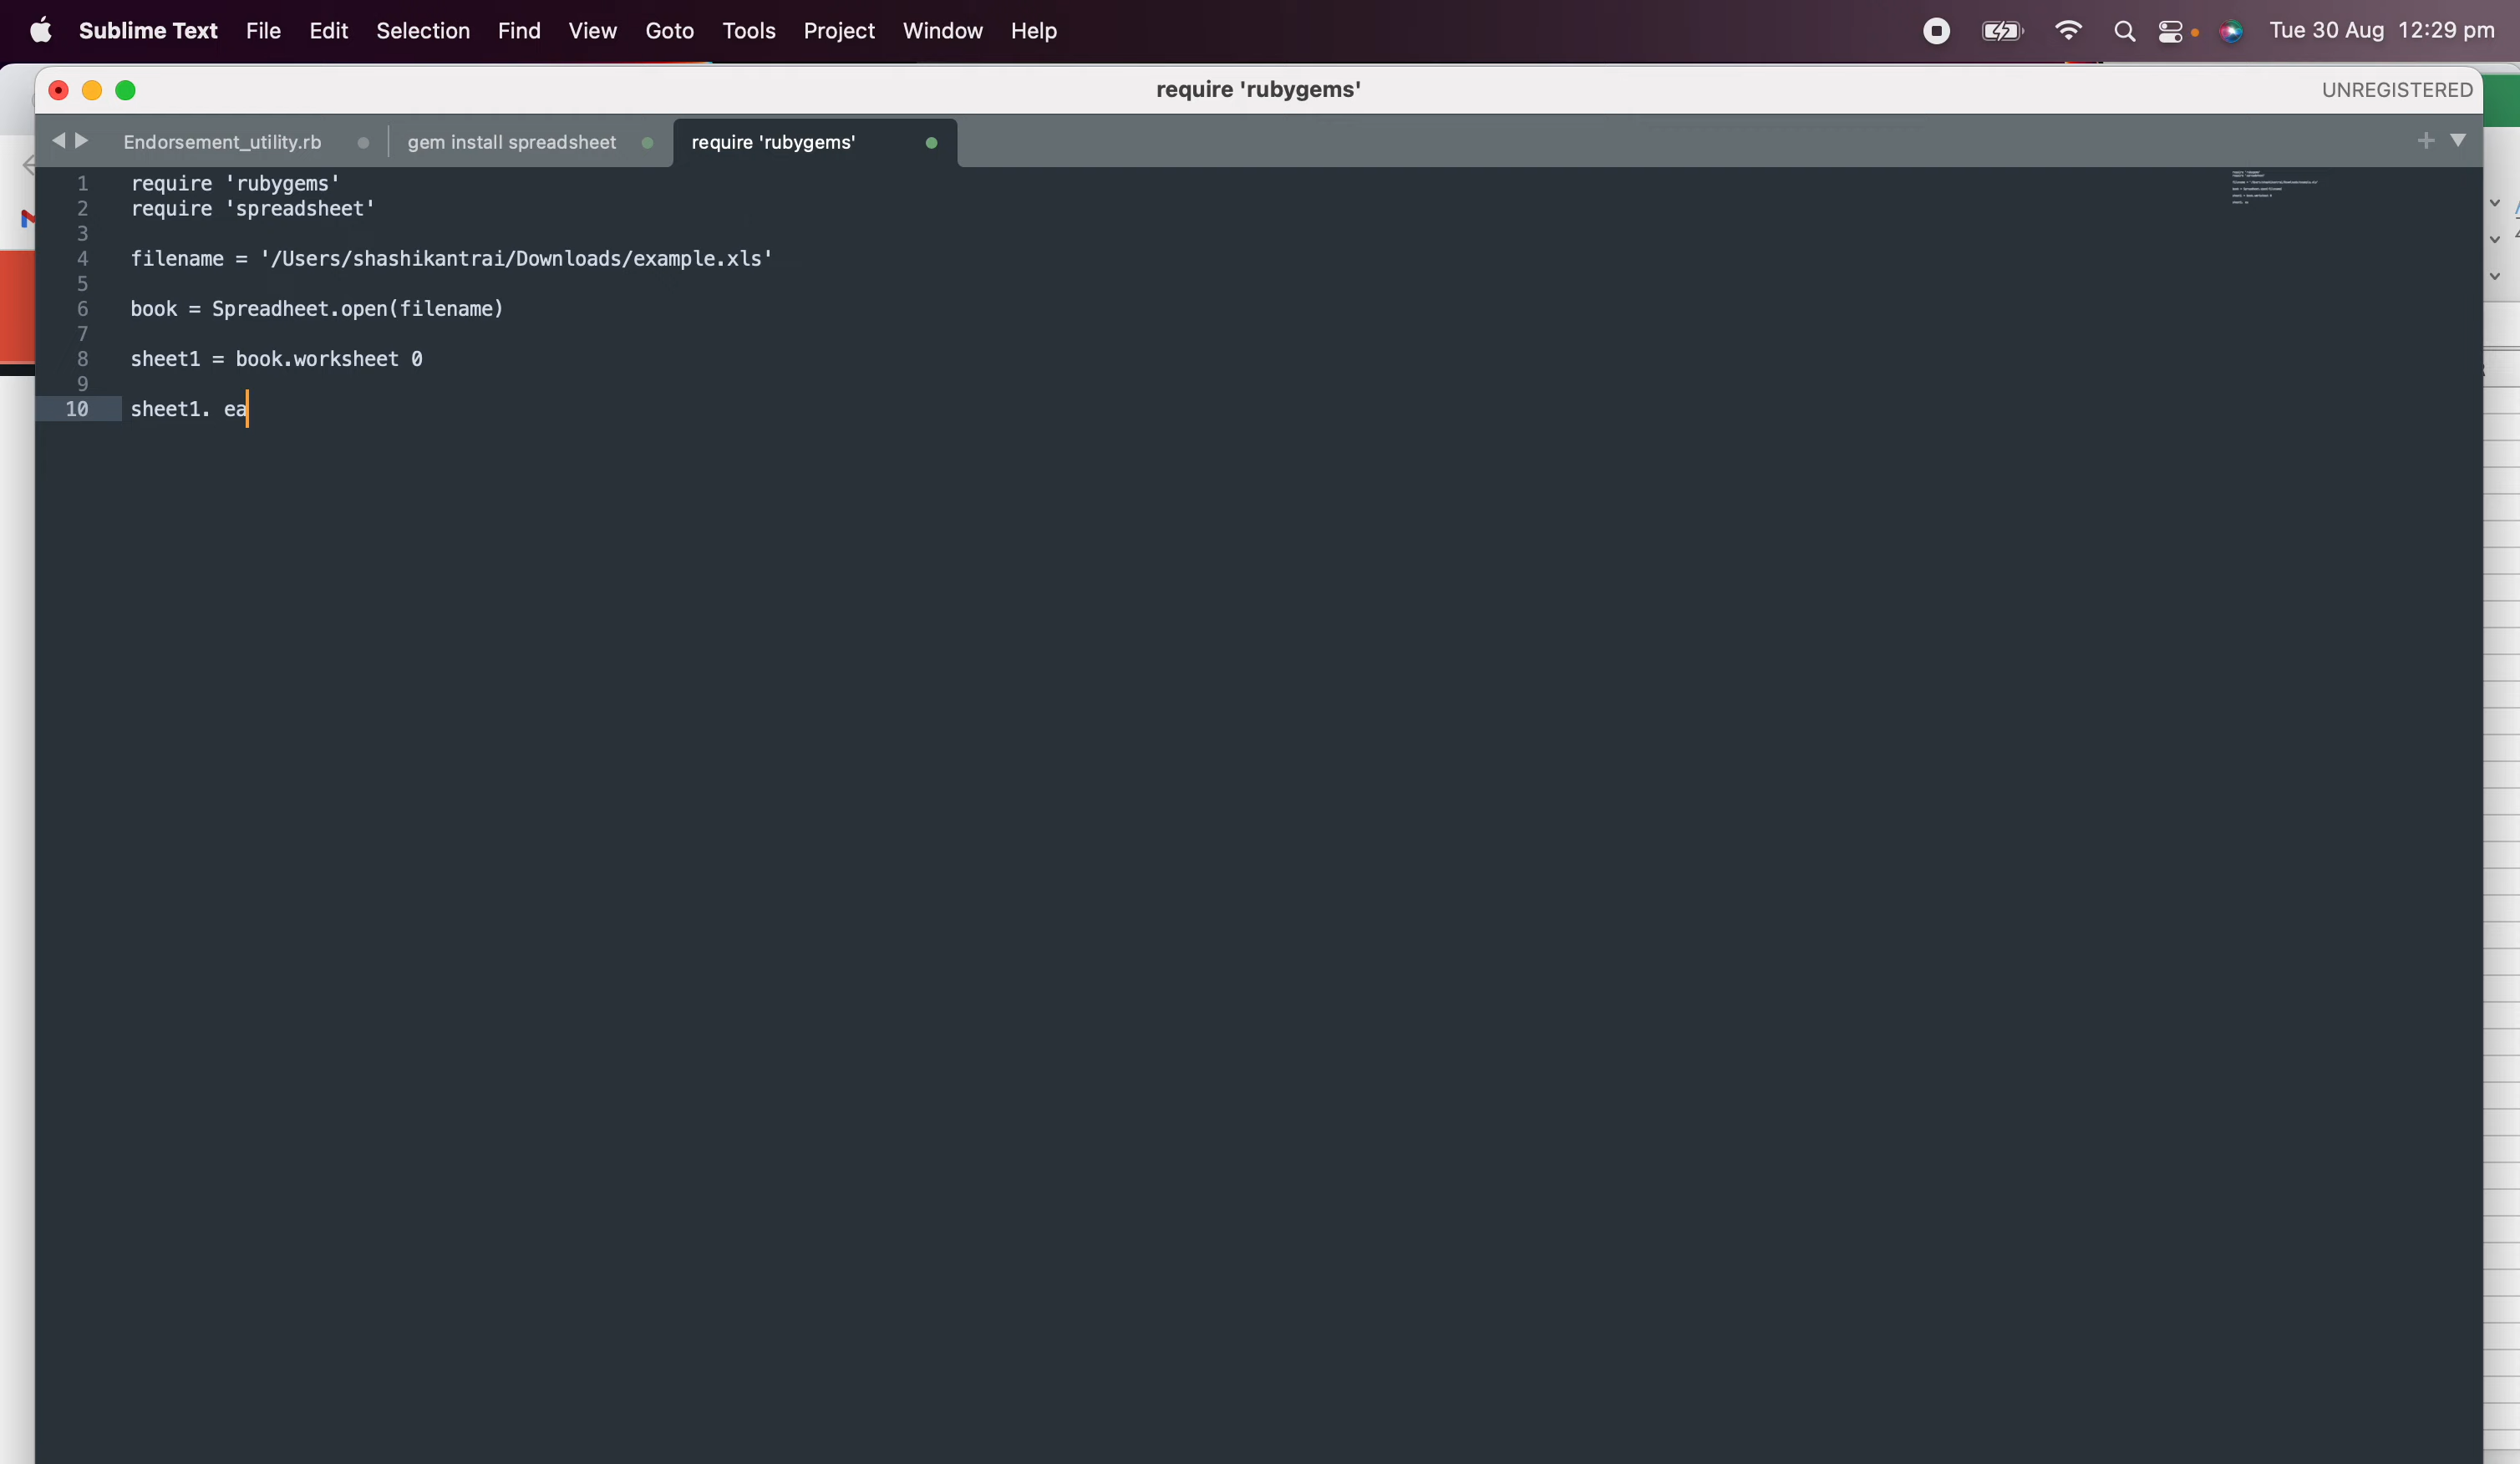 Sublime Text File Edit Selection Find View Goto Tools Project Window Help Tue 30 Aug 12:29 pm
require 'rubygems' UNREGISTERED
Endorsement_utility.rb gem install spreadsheet require 'rubygems'
1 require 'rubygems'
2 require 'spreadsheet'
3
4 filename = '/Users/shashikantrai/Downloads/example.xls'
5
6 book = Spreadheet.open(filename)
7
8 sheet1 = book.worksheet 0
9
10 sheet1. ea